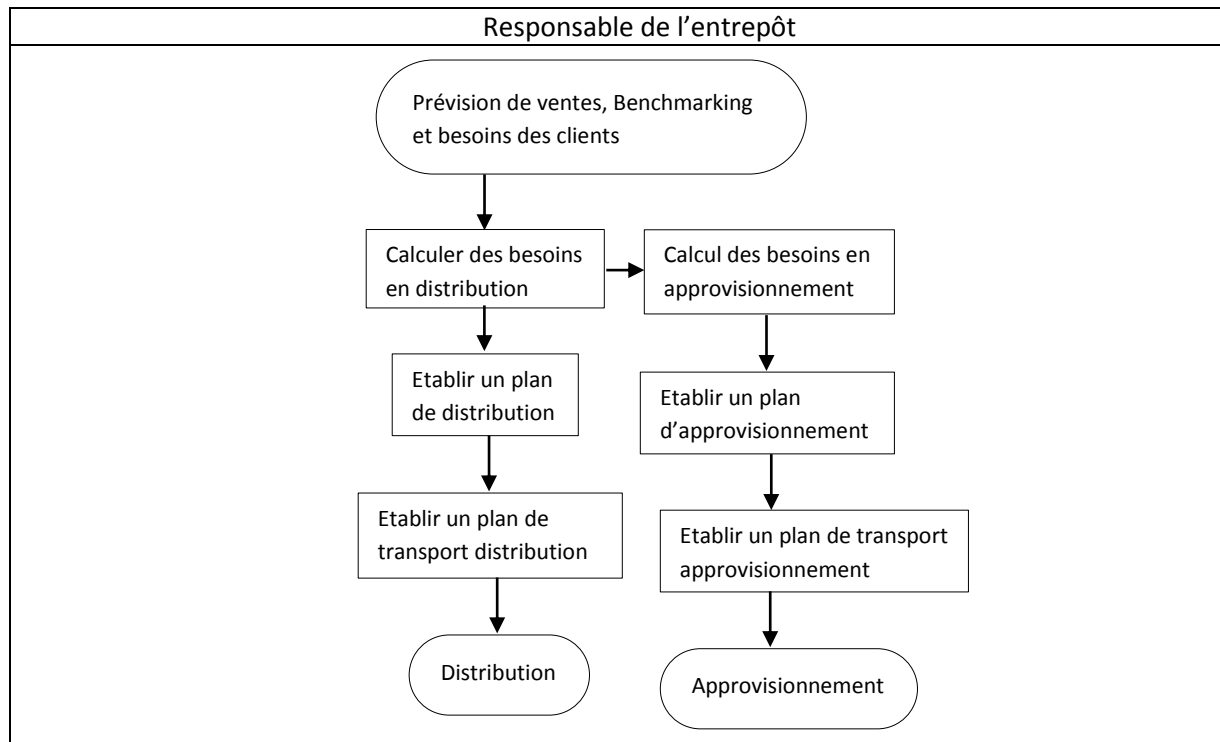 Responsable de l’entrepôt
Prévision de ventes, Benchmarking
et besoins des clients
Calculer des besoins
en distribution
Calcul des besoins en
approvisionnement
Etablir un plan
de distribution
Etablir un plan
d’approvisionnement
Etablir un plan de
transport distribution
Etablir un plan de transport
approvisionnement
Distribution
Approvisionnement